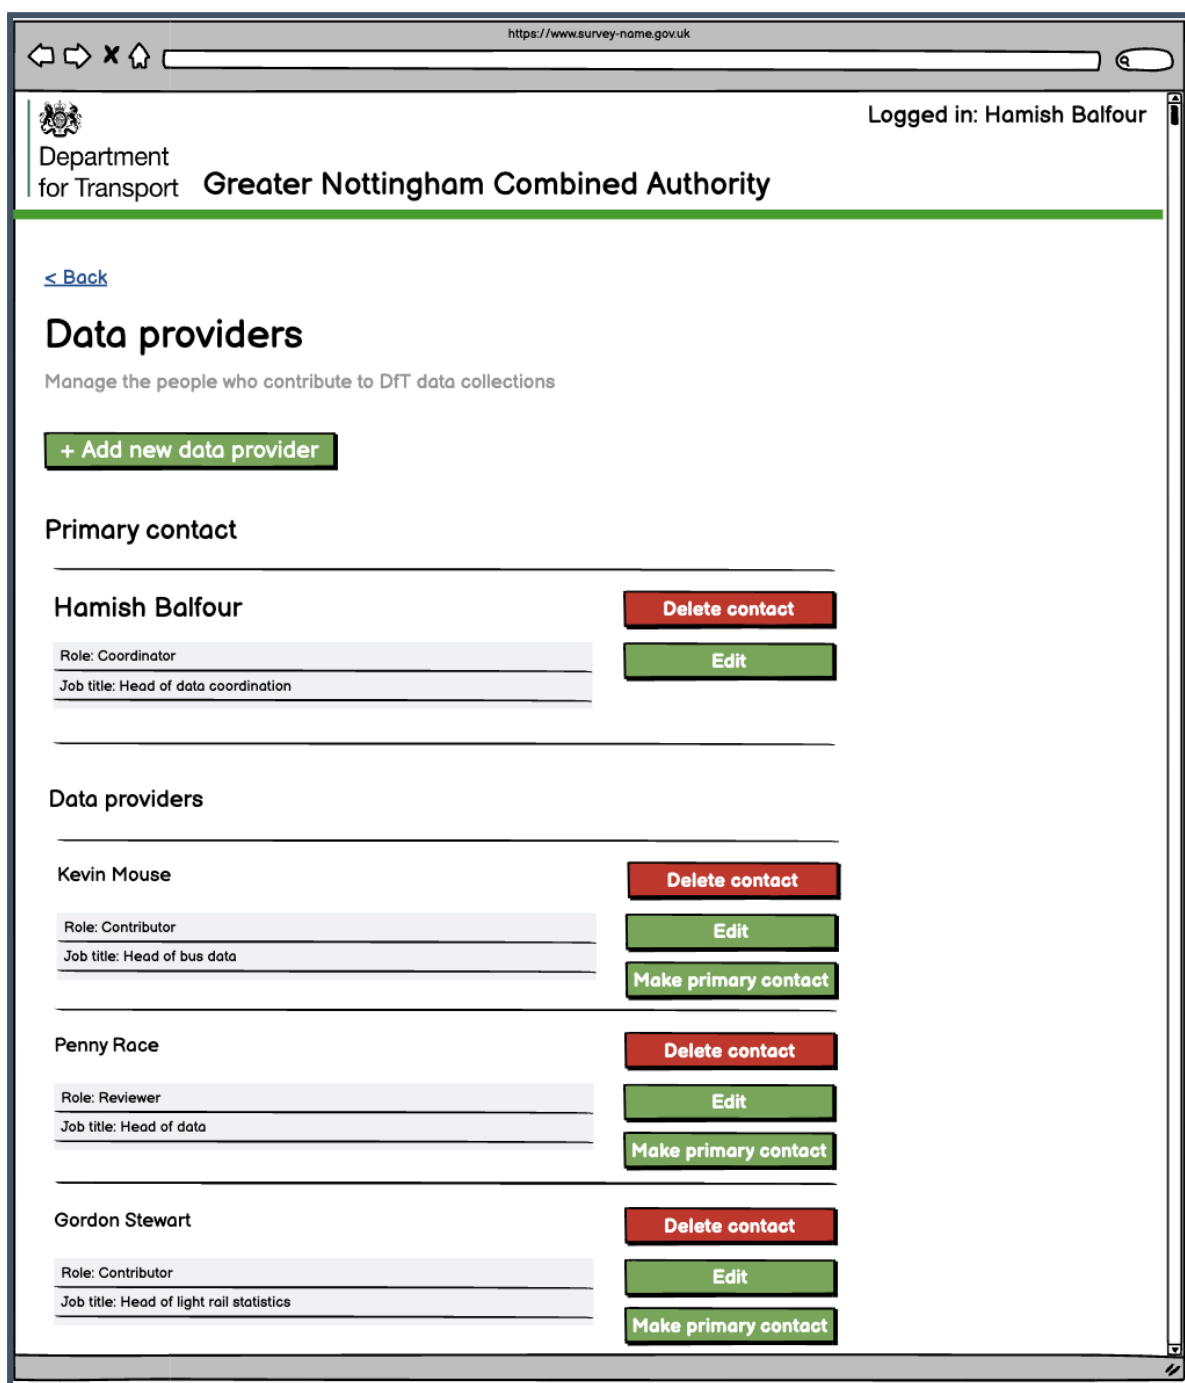 https://www.survey-name.gov.uk
Logged in: Hamish Balfour
Department
for Transport
Greater Nottingham Combined Authority
< Back
Data providers
Manage the people who contribute to DfT data collections
+ Add new data provider
Primary contact
Hamish Balfour
Delete contact
Role: Coordinator
Edit
Job title: Head of data coordination
Data providers
Kevin Mouse
Delete contact
Role: Contributor
Edit
Job title: Head of bus data
Make primary contact
Penny Race
Delete contact
Role: Reviewer
Edit
Job title: Head of data
Make primary contact
Gordon Stewart
Delete contact
Role: Contributor
Edit
Job title: Head of light rail statistics
Make primary contact